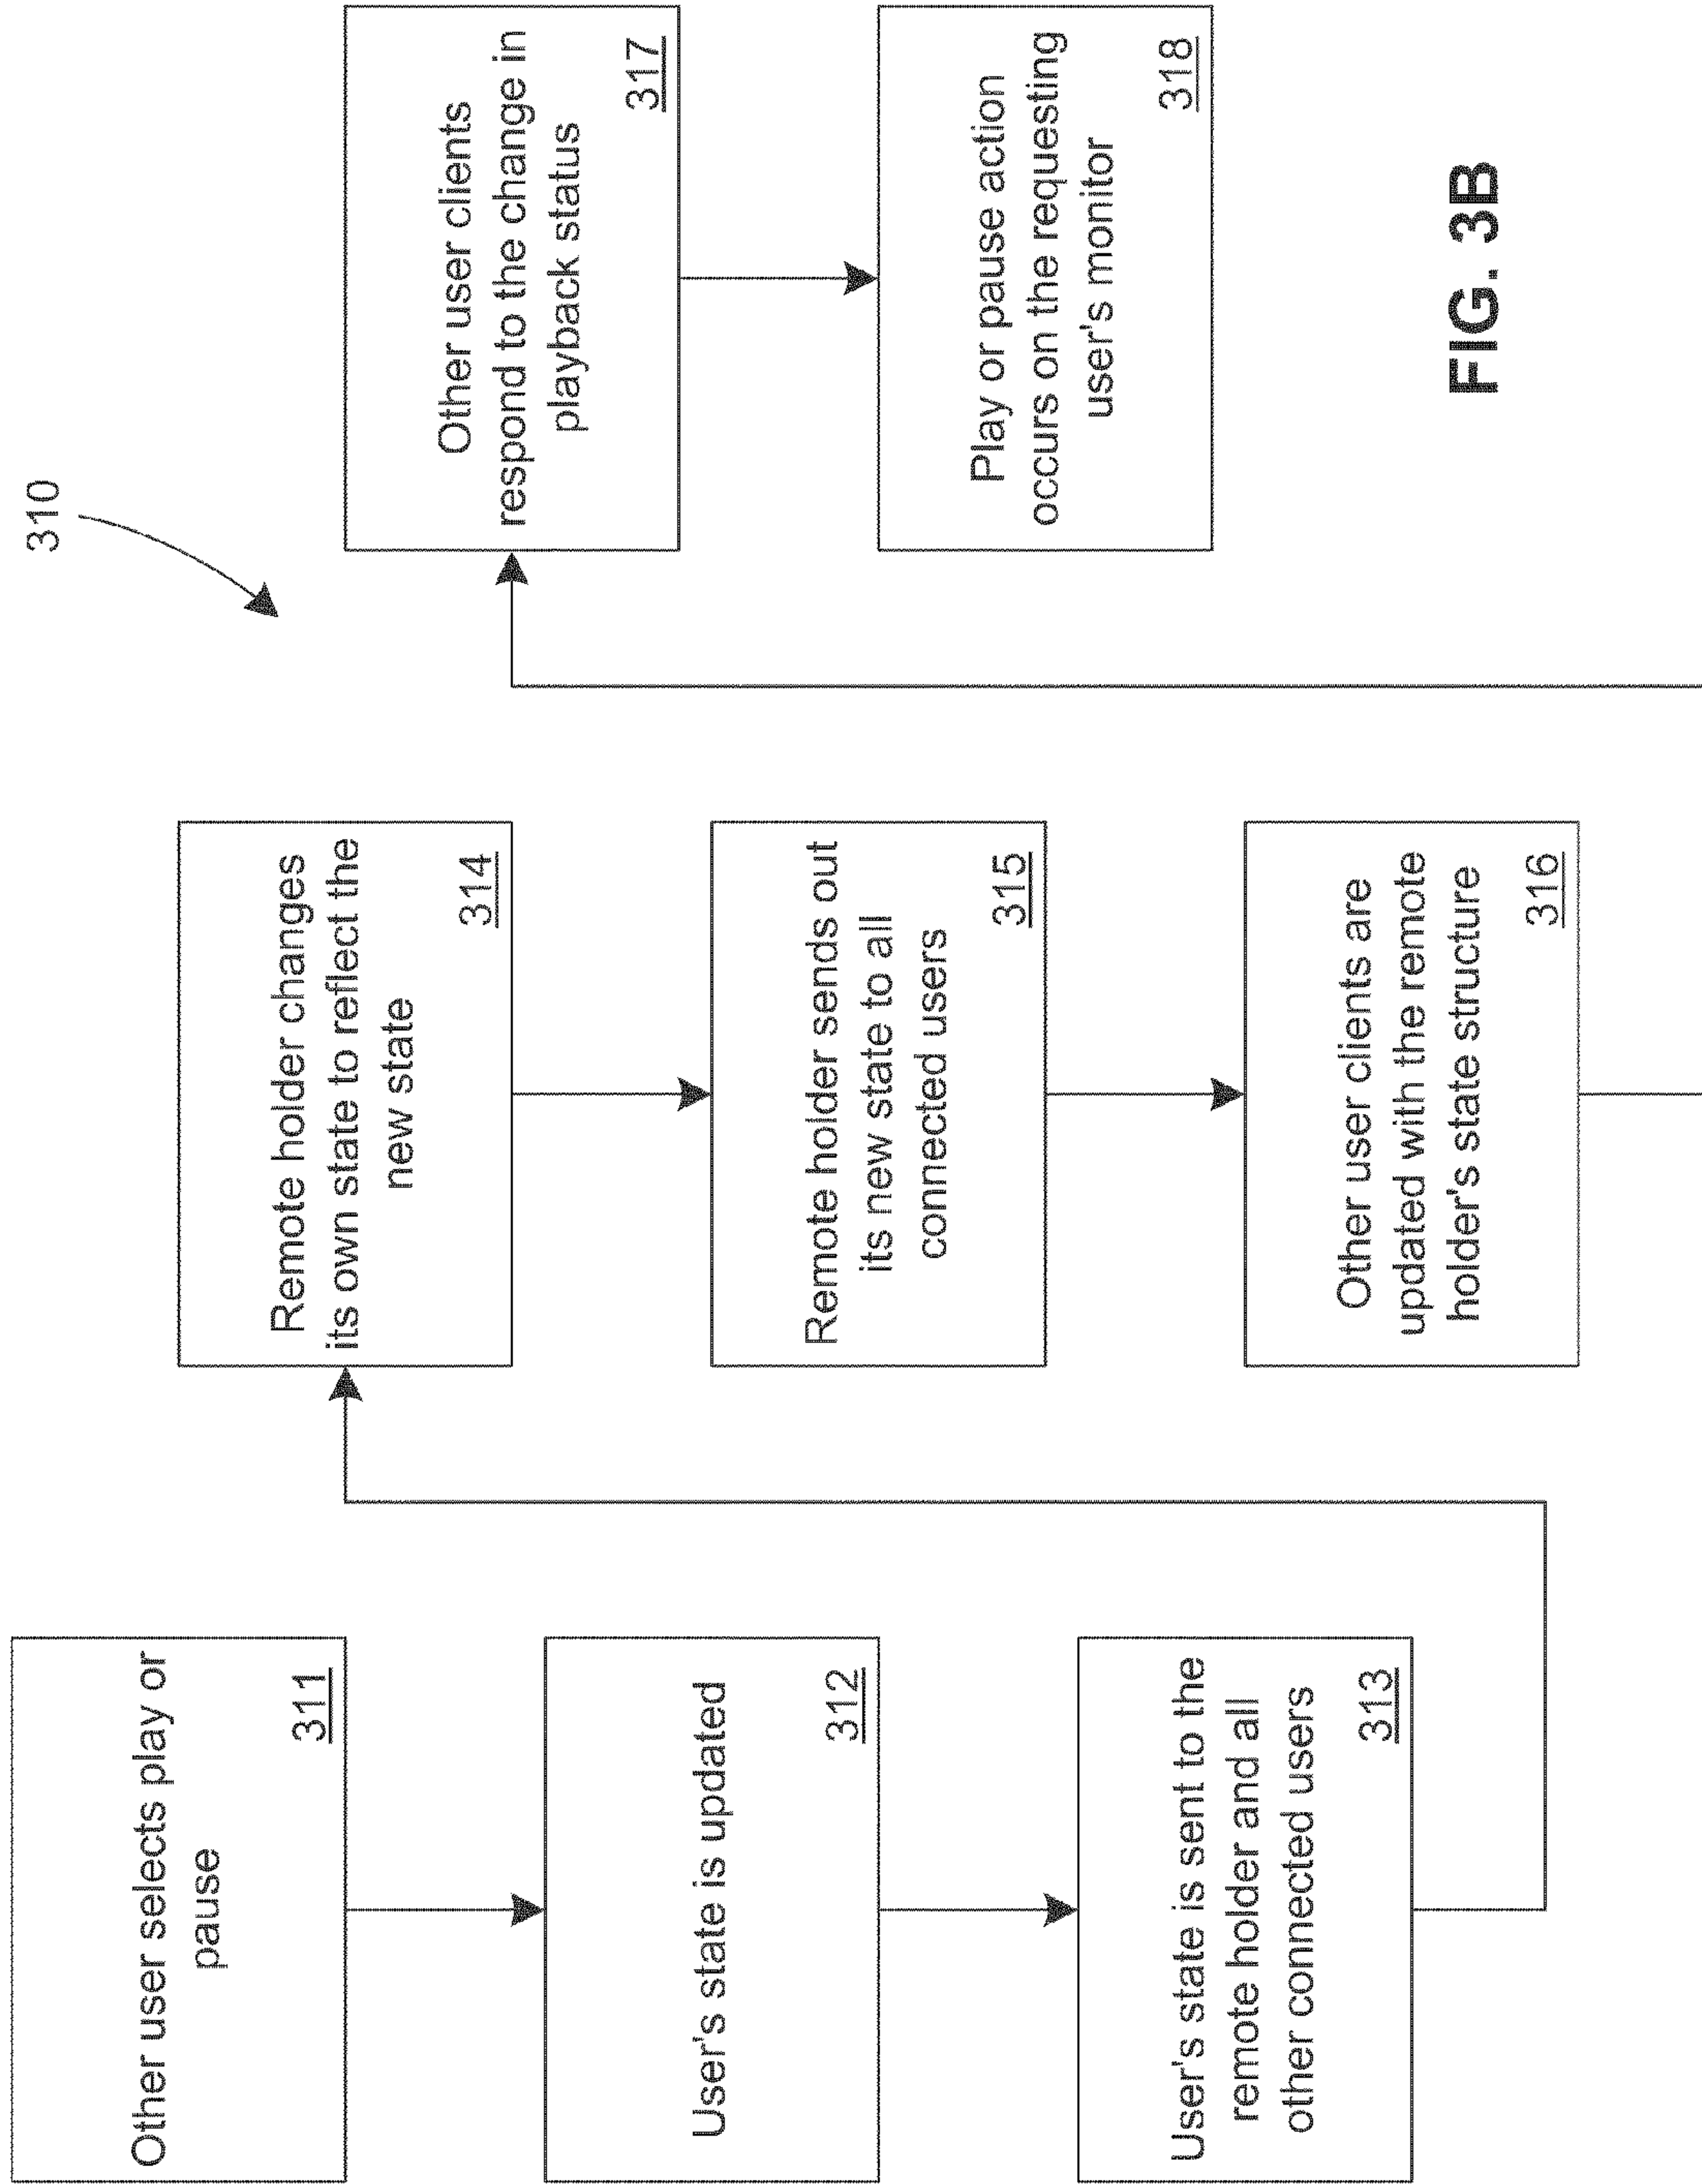 310
Other user selects play or
pause
311
User's state is updated
312
User's state is sent to the
remote holder and all
other connected users
313
Remote holder changes
its own state to reflect the
new state
314
Remote holder sends out
its new state to all
connected users
315
Other user clients are
updated with the remote
holder's state structure
316
Other user clients
respond to the change in
playback status
317
Play or pause action
occurs on the requesting
user's monitor
318
FIG. 3B